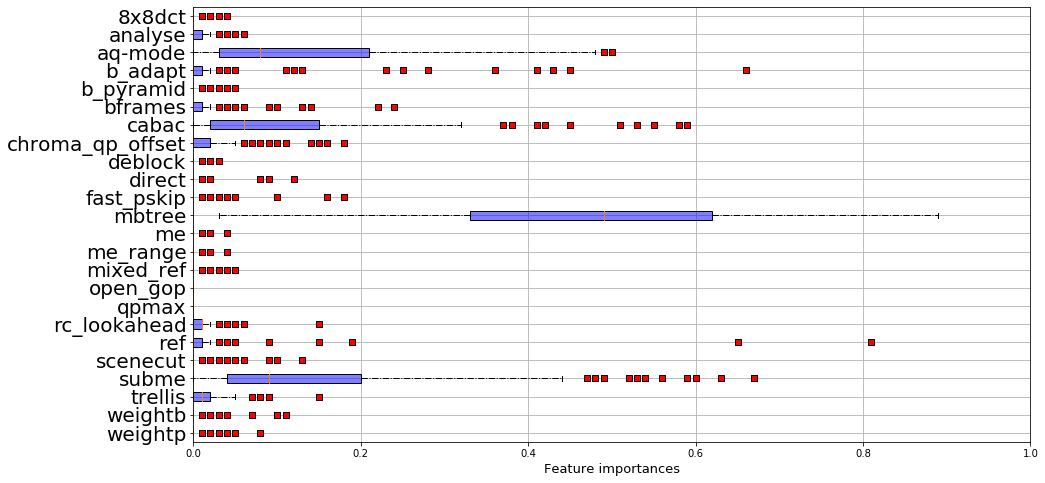 8x8dct
analyse
aq-mode
b_adapt
b_pyramid
bframes
cabac
chroma_qp_offset
deblock
direct
fast_pskip
mbtree
me
me_range
mixed_ref
open_gop
qpmax
rc_lookahead
ref
scenecut
subme
trellis
weightb
weightp
0.0 0.2 0.4 0.6 0.8 1.0
Feature importances